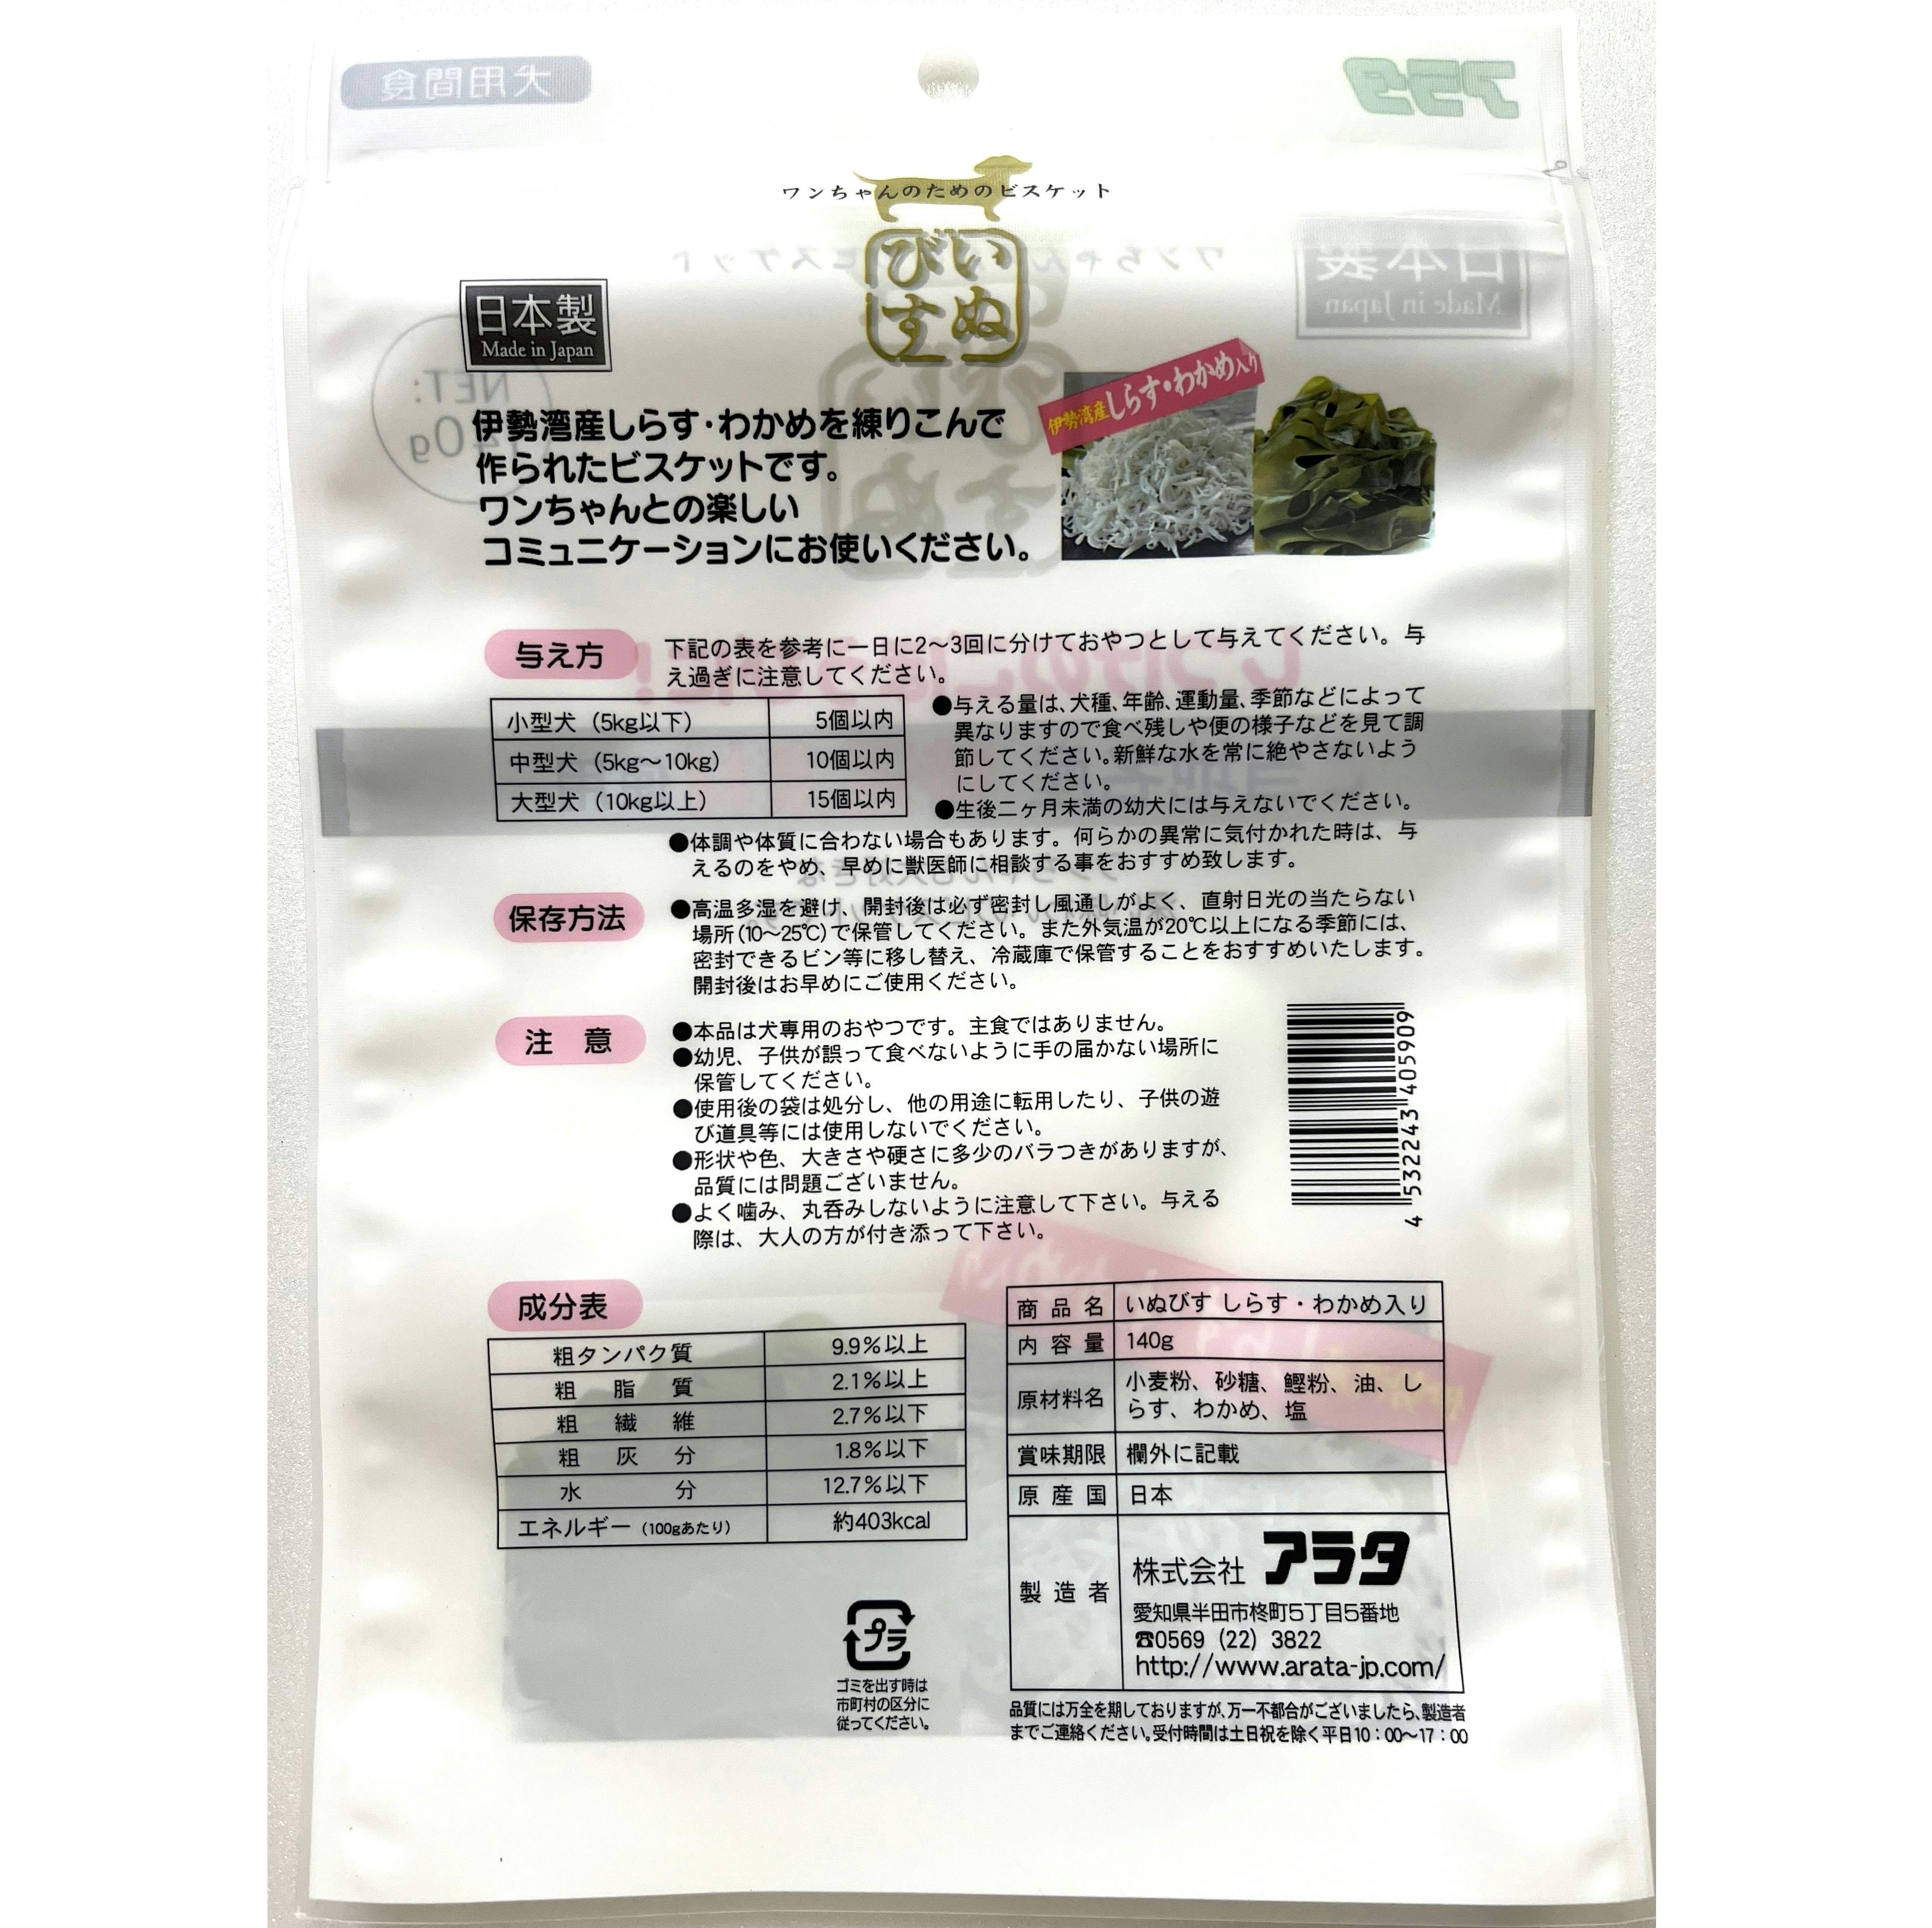 犬用間食
アラタ
ワンちゃんのためのビスケット
いぬ
びす
日本製
Made in Japan
日本製
Made in Japan
NET:
140g
伊勢湾産しらす・わかめ入り
伊勢湾産しらす・わかめを練りこんで
作られたビスケットです。
ワンちゃんとの楽しい
コミュニケーションにお使いください。
与え方
下記の表を参考に一日に2〜3回に分けておやつとして与えてください。与
え過ぎに注意してください。
小型犬（5kg以下） 5個以内
中型犬（5kg〜10kg） 10個以内
大型犬（10kg以上） 15個以内
●与える量は、犬種、年齢、運動量、季節などによって
異なりますので食べ残しや便の様子などを見て調
節してください。新鮮な水を常に絶やさないよう
にしてください。
●生後二ヶ月未満の幼犬には与えないでください。
●体調や体質に合わない場合もあります。何らかの異常に気付かれた時は、与
えるのをやめ、早めに獣医師に相談する事をおすすめ致します。
保存方法
●高温多湿を避け、開封後は必ず密封し風通しがよく、直射日光の当たらない
場所（10〜25℃）で保管してください。また外気温が20℃以上になる季節には、
密封できるビン等に移し替え、冷蔵庫で保管することをおすすめいたします。
開封後はお早めにご使用ください。
注 意
●本品は犬専用のおやつです。主食ではありません。
●幼児、子供が誤って食べないように手の届かない場所に
保管してください。
●使用後の袋は処分し、他の用途に転用したり、子供の遊
び道具等には使用しないでください。
●形状や色、大きさや硬さに多少のバラつきがありますが、
品質には問題ございません。
●よく噛み、丸呑みしないように注意して下さい。与える
際は、大人の方が付き添って下さい。
4 532243 405909
成分表
粗タンパク質 9.9％以上
粗脂質 2.1％以上
粗繊維 2.7％以下
粗灰分 1.8％以下
水分 12.7％以下
エネルギー（100gあたり） 約403kcal
商品名 いぬびす しらす・わかめ入り
内容量 140g
原材料名 小麦粉、砂糖、鰹粉、油、し
らす、わかめ、塩
賞味期限 欄外に記載
原産国 日本
製造者 株式会社 アラタ
愛知県半田市柊町5丁目5番地
☎0569（22）3822
http://www.arata-jp.com/
プラ
ゴミを出す時は
市町村の区分に
従ってください。
品質には万全を期しておりますが、万一不都合がございましたら、製造者
までご連絡ください。受付時間は土日祝を除く平日10：00〜17：00